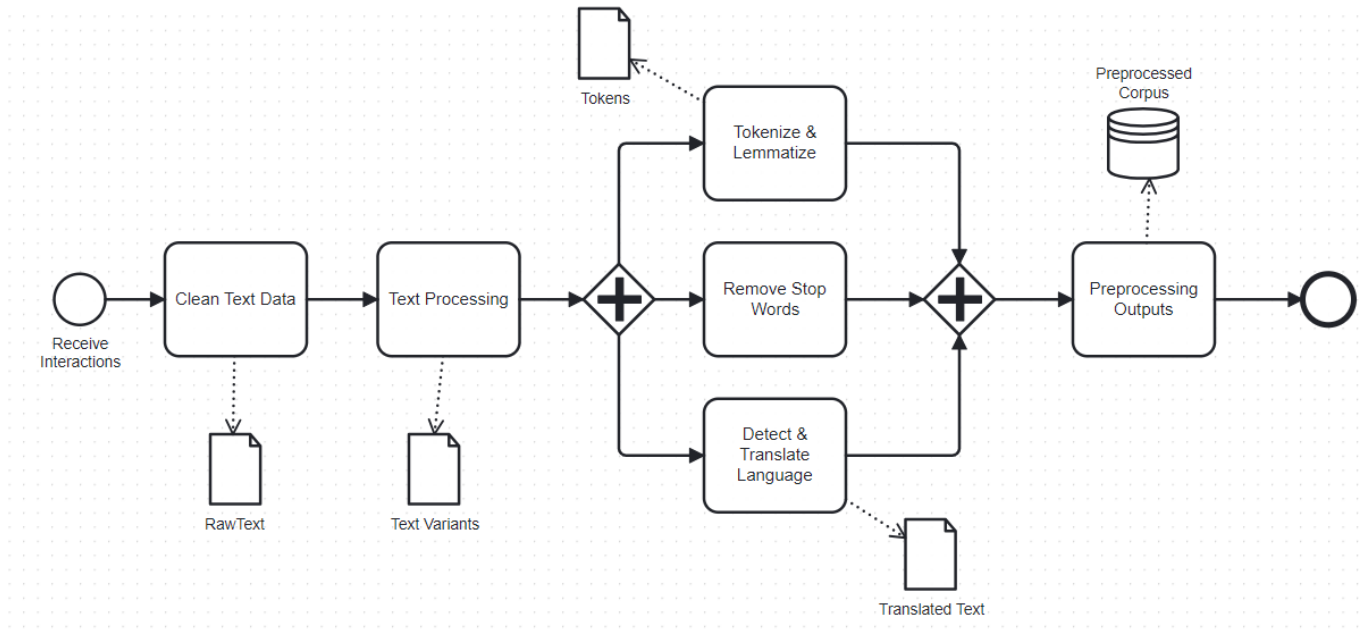 Tokens
Preprocessed
Corpus
Tokenize &
Lemmatize
Receive
Interactions
Clean Text Data
Text Processing
Remove Stop
Words
Preprocessing
Outputs
Detect &
Translate
Language
RawText
Text Variants
Translated Text